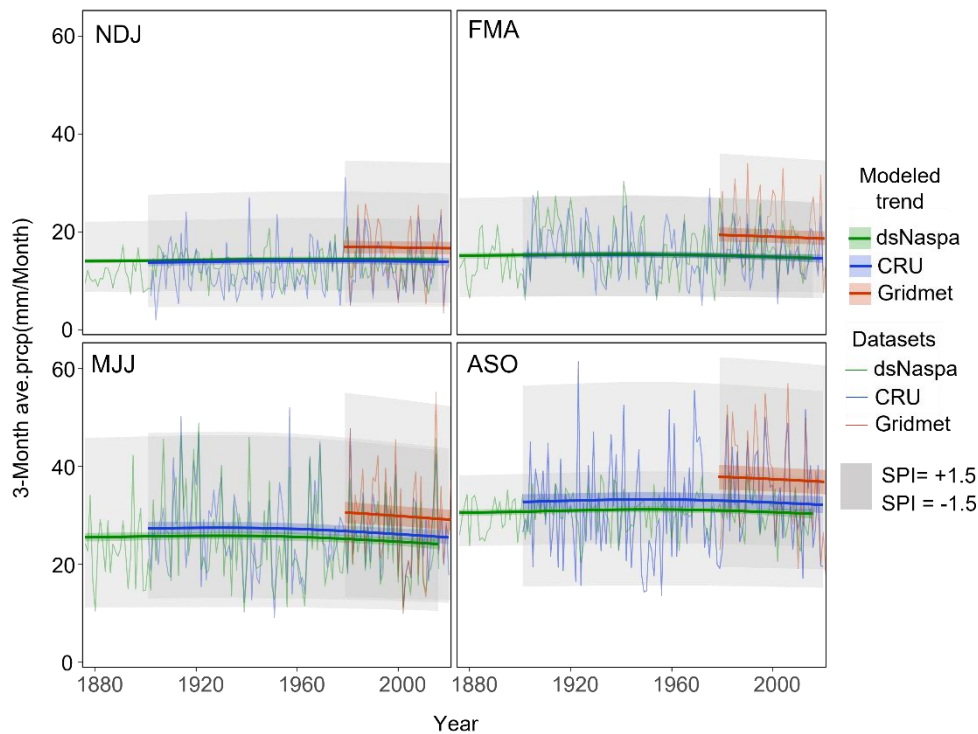 NDJ
FMA
MJJ
ASO
60
40
20
0
60
40
20
0
3-Month ave.prcp(mm/Month)
1880
1920
1960
2000
1880
1920
1960
2000
Year
Modeled
trend
dsNaspa
CRU
Gridmet
Datasets
dsNaspa
CRU
Gridmet
SPI= +1.5
SPI = -1.5